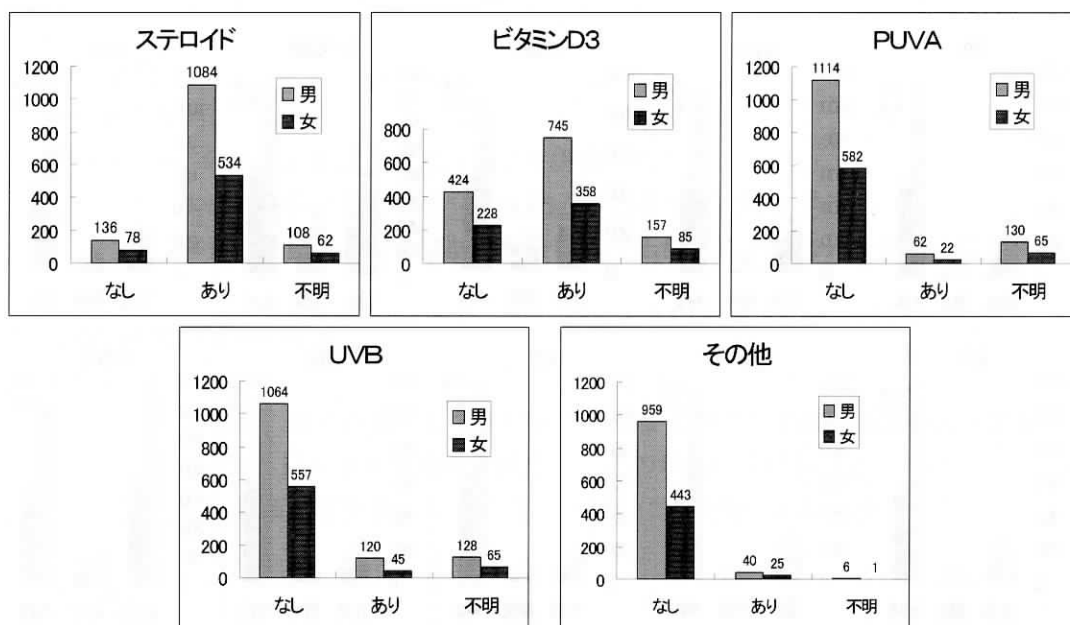 ステロイド
1200
1000
800
600
400
200
0
1084
534
136
78
108
62
男
女
なし
あり
不明
ビタミンD3
800
600
400
200
0
424
228
745
358
157
85
男
女
なし
あり
不明
PUVA
1200
1000
800
600
400
200
0
1114
582
62
22
130
65
男
女
なし
あり
不明
UVB
1200
1000
800
600
400
200
0
1064
557
120
45
128
65
男
女
なし
あり
不明
その他
1200
1000
800
600
400
200
0
959
443
40
25
6
1
男
女
なし
あり
不明